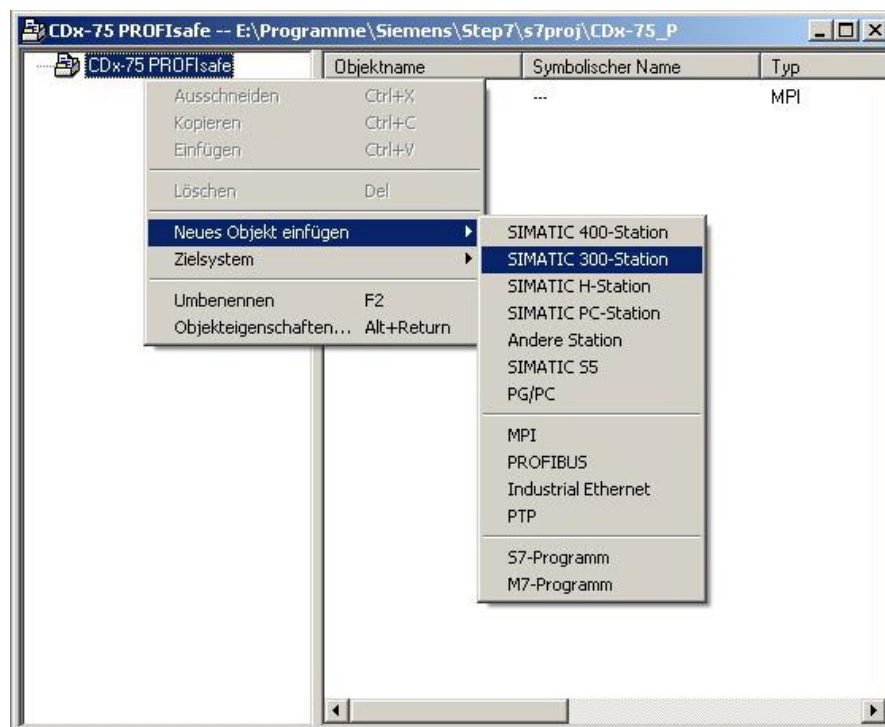 CDx-75 PROFIsafe -- E:\Programme\Siemens\Step7\s7proj\CDx-75_P
CDx-75 PROFIsafe
Objektname Symbolischer Name Typ
--- MPI
Ausschneiden Ctrl+X
Kopieren Ctrl+C
Einfügen Ctrl+V
Löschen Del
Neues Objekt einfügen
Zielsystem
Umbenennen F2
Objekteigenschaften... Alt+Return
SIMATIC 400-Station
SIMATIC 300-Station
SIMATIC H-Station
SIMATIC PC-Station
Andere Station
SIMATIC S5
PG/PC
MPI
PROFIBUS
Industrial Ethernet
PTP
S7-Programm
M7-Programm